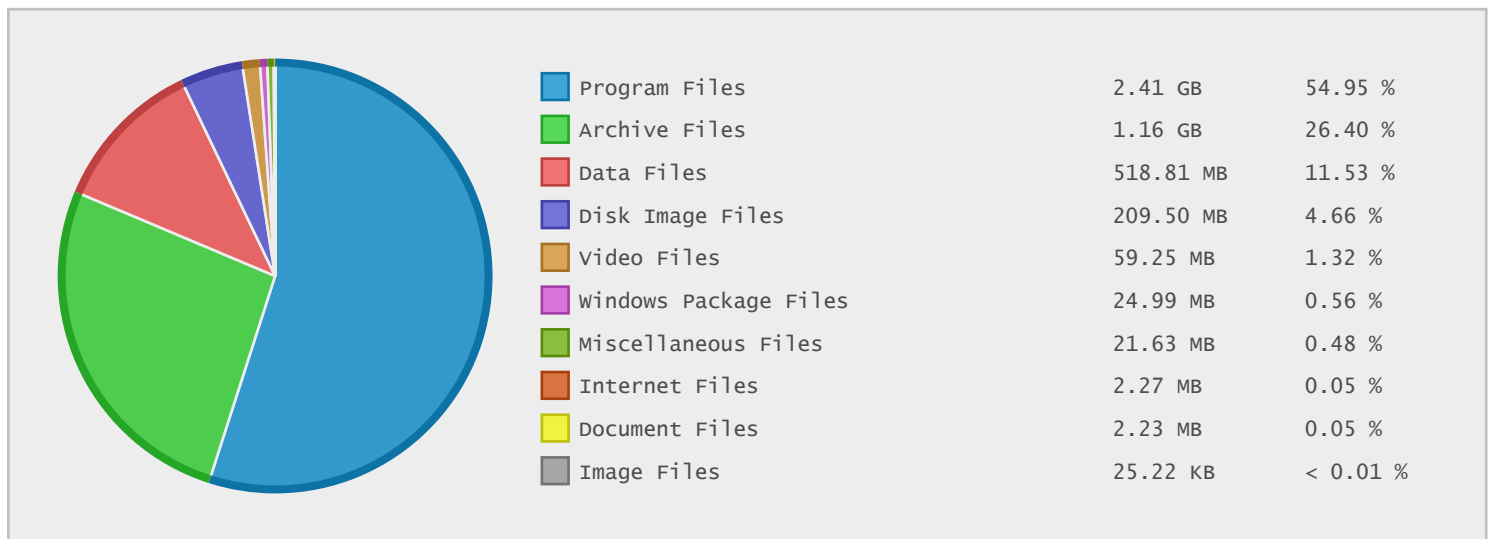 Program Files 2.41 GB 54.95 %
Archive Files 1.16 GB 26.40 %
Data Files 518.81 MB 11.53 %
Disk Image Files 209.50 MB 4.66 %
Video Files 59.25 MB 1.32 %
Windows Package Files 24.99 MB 0.56 %
Miscellaneous Files 21.63 MB 0.48 %
Internet Files 2.27 MB 0.05 %
Document Files 2.23 MB 0.05 %
Image Files 25.22 KB < 0.01 %